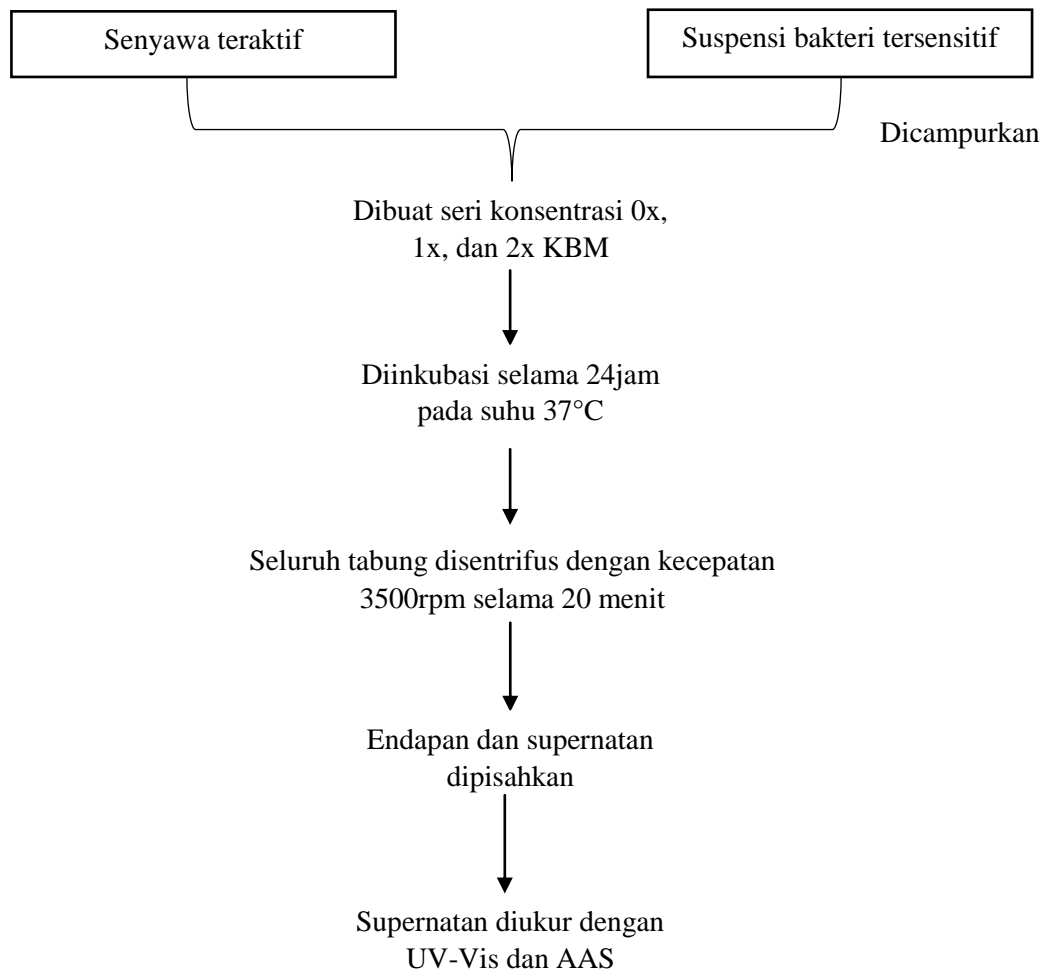 Senyawa teraktif
Suspensi bakteri tersensitif
Dicampurkan
Dibuat seri konsentrasi 0x,
1x, dan 2x KBM
Diinkubasi selama 24jam
pada suhu 37°C
Seluruh tabung disentrifus dengan kecepatan
3500rpm selama 20 menit
Endapan dan supernatan
dipisahkan
Supernatan diukur dengan
UV-Vis dan AAS